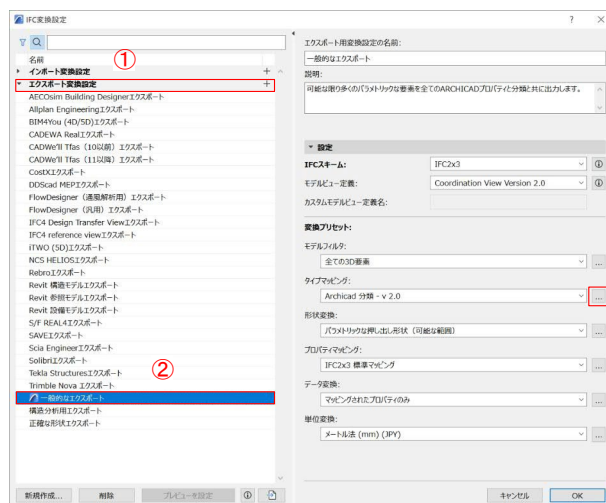 IFC変換設定
?
①
名前
インポート変換設定
エクスポート変換設定
AECOsim Building Designerエクスポート
Allplan Engineeringエクスポート
BIM4You (4D/5D)エクスポート
CADEWA Realエクスポート
CADWe'll Tfas（10以前）エクスポート
CADWe'll Tfas（11以降）エクスポート
CostXエクスポート
DDScad MEPエクスポート
FlowDesigner（通風解析用）エクスポート
FlowDesigner（汎用）エクスポート
IFC4 Design Transfer Viewエクスポート
IFC4 reference viewエクスポート
iTWO (5D)エクスポート
NCS HELIOSエクスポート
Rebroエクスポート
Revit 構造モデルエクスポート
Revit 参照モデルエクスポート
Revit 設備モデルエクスポート
S/F REAL4エクスポート
SAVEエクスポート
Scia Engineerエクスポート
Solibriエクスポート
Tekla Structuresエクスポート
②
Trimble Nova エクスポート
一般的なエクスポート
構造分析用エクスポート
正確な形状エクスポート
新規作成...
削除
プレビューを設定
エクスポート用変換設定の名前:
一般的なエクスポート
説明:
可能な限り多くのパラメトリックな要素を全てのARCHICADプロパティと分類と共に出力します。
設定
IFCスキーム:
IFC2x3
モデルビュー定義:
Coordination View Version 2.0
カスタムモデルビュー定義名:
変換プリセット:
モデルフィルタ:
全ての3D要素
...
タイプマッピング:
Archicad 分類 - v 2.0
...
形状変換:
パラメトリックな押し出し形状（可能な範囲）
...
プロパティマッピング:
IFC2x3 標準マッピング
...
データ変換:
マッピングされたプロパティのみ
...
単位変換:
メートル法 (mm) (JPY)
...
キャンセル
OK